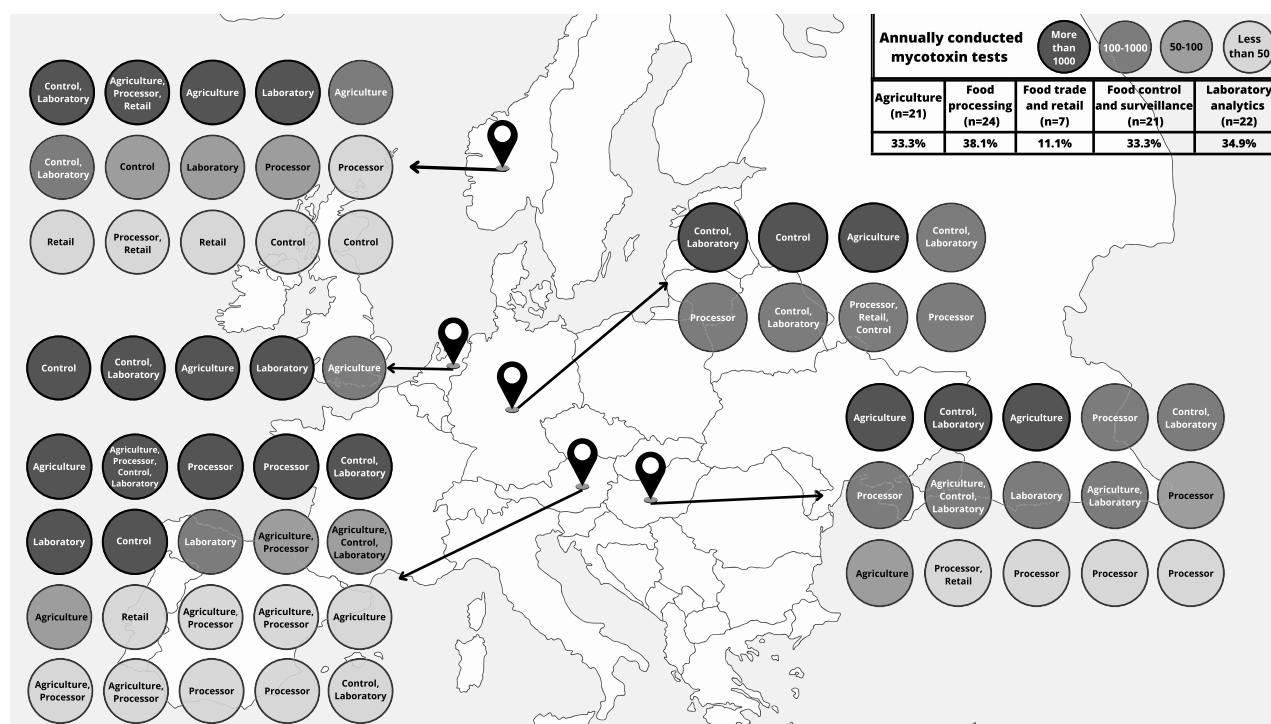 Annually conducted
mycotoxin tests
More
than
1000
100-1000
50-100
Less
than 50
Agriculture
(n=21)
Food
processing
(n=24)
Food trade
and retail
(n=7)
Food control
and surveillance
(n=21)
Laboratory
analytics
(n=22)
33.3%
38.1%
11.1%
33.3%
34.9%
Control,
Laboratory
Agriculture,
Processor,
Retail
Agriculture
Laboratory
Agriculture
Control,
Laboratory
Control
Laboratory
Processor
Processor
Retail
Processor,
Retail
Retail
Control
Control
Control,
Laboratory
Control
Agriculture
Control,
Laboratory
Processor
Control,
Laboratory
Processor,
Retail,
Control
Processor
Control
Control,
Laboratory
Agriculture
Laboratory
Agriculture
Agriculture
Control,
Laboratory
Agriculture
Processor
Control,
Laboratory
Processor
Agriculture,
Control,
Laboratory
Laboratory
Agriculture,
Laboratory
Processor
Agriculture
Processor,
Retail
Processor
Processor
Processor
Agriculture
Agriculture,
Processor,
Control,
Laboratory
Processor
Processor
Control,
Laboratory
Laboratory
Control
Laboratory
Agriculture,
Processor
Agriculture,
Control,
Laboratory
Agriculture
Retail
Agriculture,
Processor
Agriculture,
Processor
Agriculture
Agriculture,
Processor
Agriculture,
Processor
Processor
Processor
Control,
Laboratory